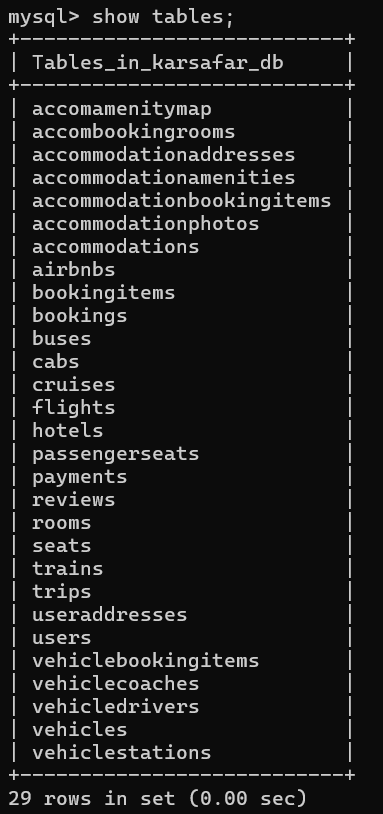 mysql> show tables;
+---------------------------+
| Tables_in_karsafar_db     |
+---------------------------+
| accomamenitymap           |
| accombookingrooms         |
| accommodationaddresses    |
| accommodationamenities    |
| accommodationbookingitems |
| accommodationphotos       |
| accommodations            |
| airbnbs                   |
| bookingitems              |
| bookings                  |
| buses                     |
| cabs                      |
| cruises                   |
| flights                   |
| hotels                    |
| passengerseats            |
| payments                  |
| reviews                   |
| rooms                     |
| seats                     |
| trains                    |
| trips                     |
| useraddresses             |
| users                     |
| vehiclebookingitems       |
| vehiclecoaches            |
| vehicledrivers            |
| vehicles                  |
| vehiclestations           |
+---------------------------+
29 rows in set (0.00 sec)